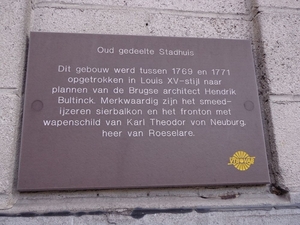 Oud gedeelte Stadhuis
Dit gebouw werd tussen 1769 en 1771
opgetrokken in Louis XV-stijl naar
plannen van de Brugse architect Hendrik
Bultinck. Merkwaardig zijn het smeed-
ijzeren sierbalkon en het fronton met
wapenschild van Karl Theodor von Neuburg,
heer van Roeselare.